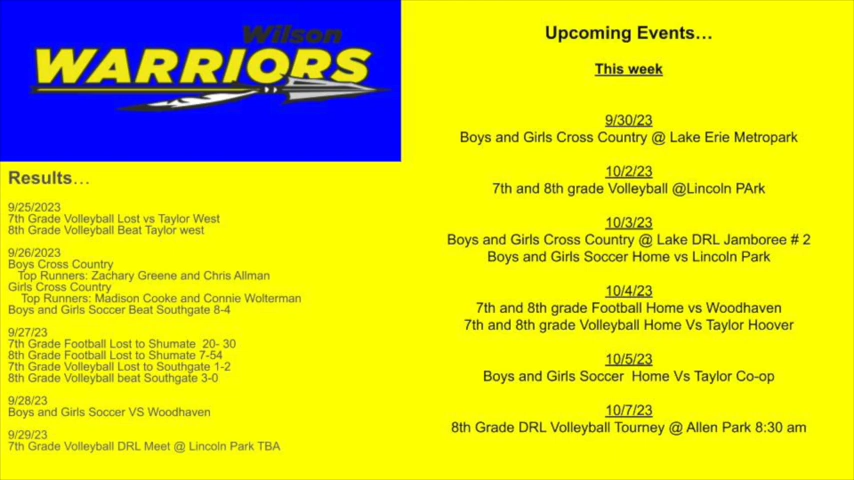 Wilson
WARRIORS
Results…
9/25/2023
7th Grade Volleyball Lost vs Taylor West
8th Grade Volleyball Beat Taylor west
9/26/2023
Boys Cross Country
Top Runners: Zachary Greene and Chris Allman
Girls Cross Country
Top Runners: Madison Cooke and Connie Wolterman
Boys and Girls Soccer Beat Southgate 8-4
9/27/23
7th Grade Football Lost to Shumate 20- 30
8th Grade Football Lost to Shumate 7-54
7th Grade Volleyball Lost to Southgate 1-2
8th Grade Volleyball beat Southgate 3-0
9/28/23
Boys and Girls Soccer VS Woodhaven
9/29/23
7th Grade Volleyball DRL Meet @ Lincoln Park TBA
Upcoming Events…
This week
9/30/23
Boys and Girls Cross Country @ Lake Erie Metropark
10/2/23
7th and 8th grade Volleyball @Lincoln PArk
10/3/23
Boys and Girls Cross Country @ Lake DRL Jamboree # 2
Boys and Girls Soccer Home vs Lincoln Park
10/4/23
7th and 8th grade Football Home vs Woodhaven
7th and 8th grade Volleyball Home Vs Taylor Hoover
10/5/23
Boys and Girls Soccer Home Vs Taylor Co-op
10/7/23
8th Grade DRL Volleyball Tourney @ Allen Park 8:30 am